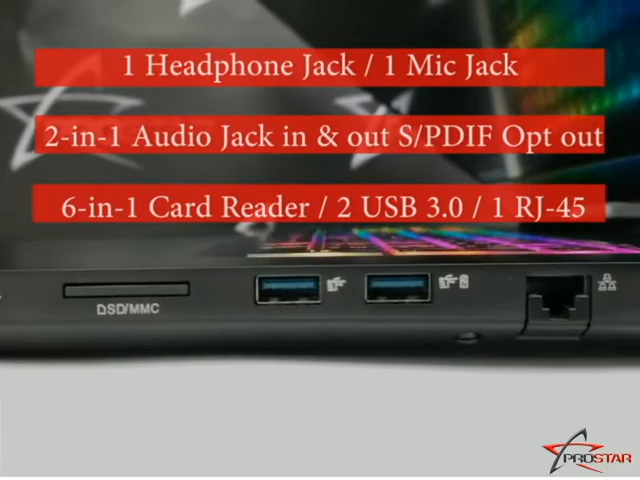 1 Headphone Jack / 1 Mic Jack
2-in-1 Audio Jack in & out S/PDIF Opt out
6-in-1 Card Reader / 2 USB 3.0 / 1 RJ-45
SD/MMC
PROSTAR